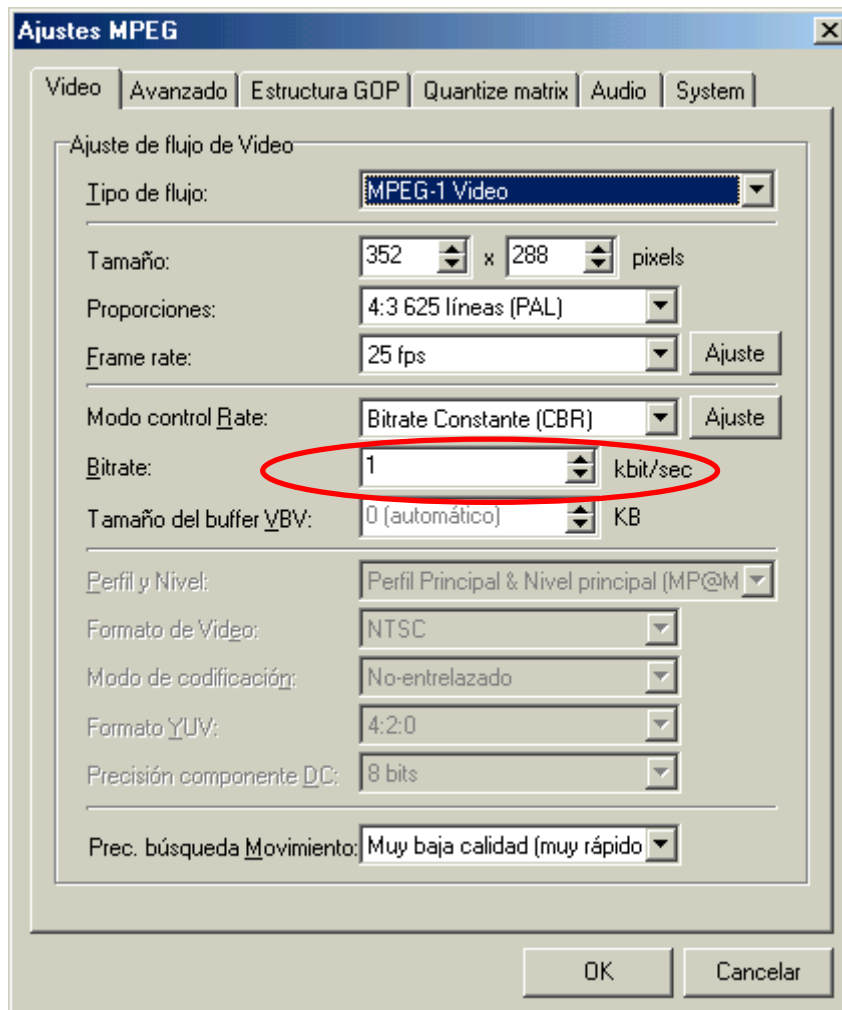 Ajustes MPEG
Video Avanzado Estructura GOP Quantize matrix Audio System
Ajuste de flujo de Video
Tipo de flujo: MPEG-1 Video
Tamaño: 352 x 288 pixels
Proporciones: 4:3 625 líneas (PAL)
Frame rate: 25 fps Ajuste
Modo control Rate: Bitrate Constante (CBR) Ajuste
Bitrate: 1 kbit/sec
Tamaño del buffer VBV: 0 (automático) KB
Perfil y Nivel: Perfil Principal & Nivel principal (MP@M
Formato de Video: NTSC
Modo de codificación: No-entrelazado
Formato YUV: 4:2:0
Precisión componente DC: 8 bits
Prec. búsqueda Movimiento: Muy baja calidad (muy rápido
OK Cancelar